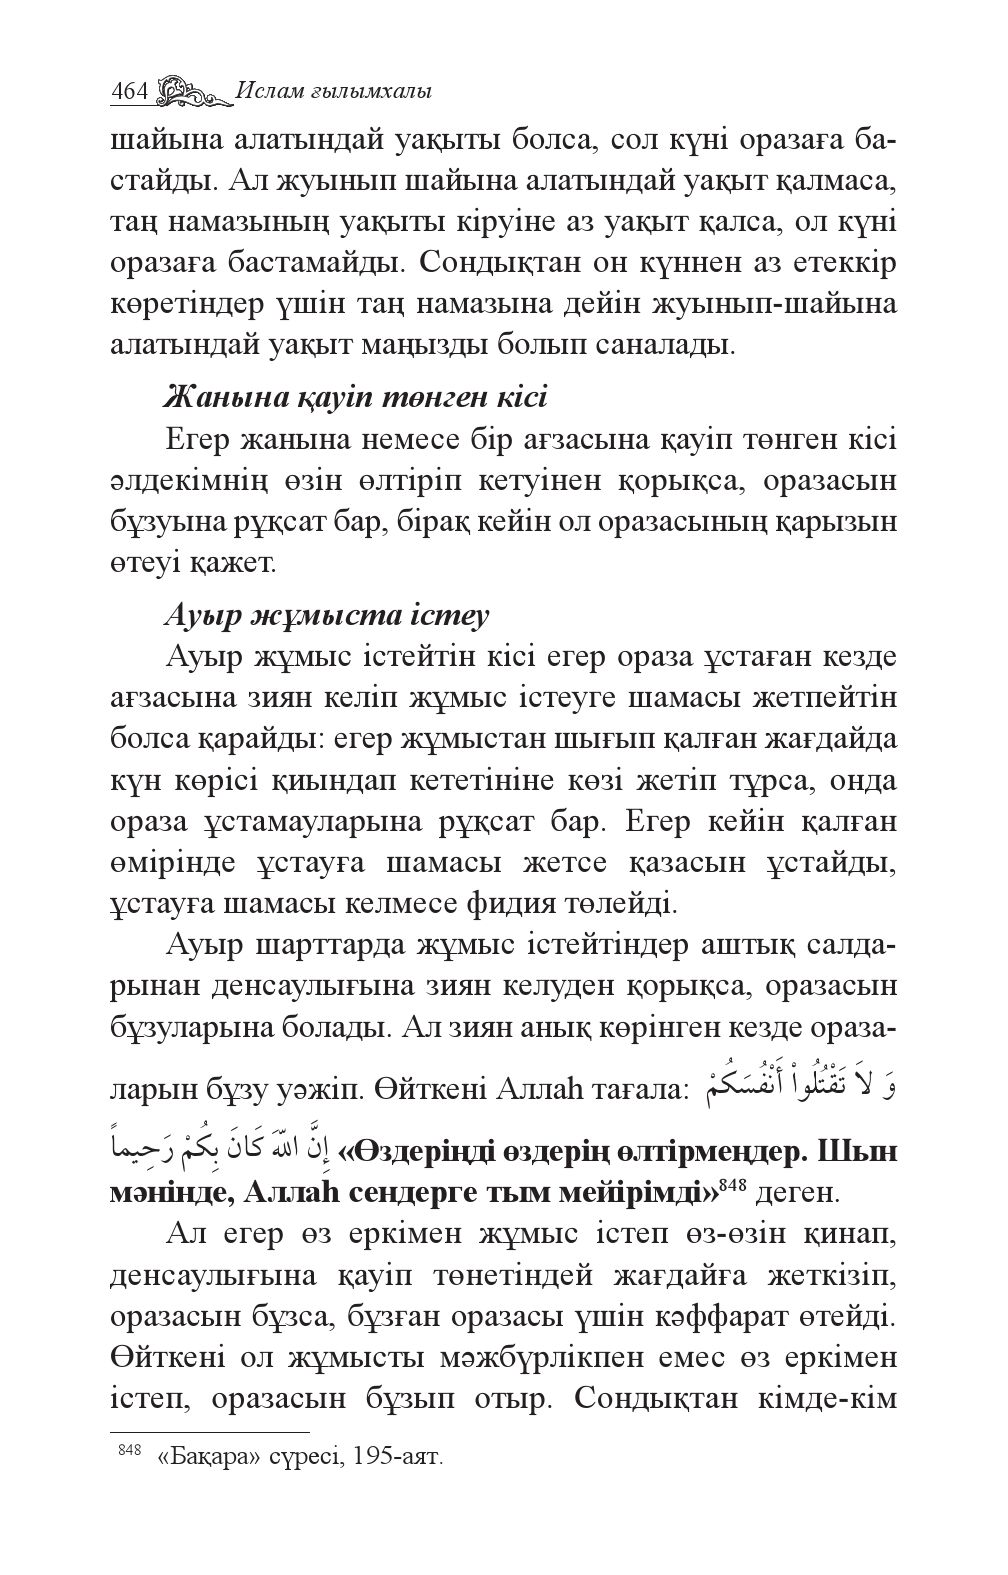 464 Ислам ғылымхалы
шайына алатындай уақыты болса, сол күні оразаға ба-
стайды. Ал жуынып шайына алатындай уақыт қалмаса,
таң намазының уақыты кіруіне аз уақыт қалса, ол күні
оразаға бастамайды. Сондықтан он күннен аз етеккір
көретіндер үшін таң намазына дейін жуынып-шайына
алатындай уақыт маңызды болып саналады.
Жанына қауіп төнген кісі
Егер жанына немесе бір ағзасына қауіп төнген кісі
әлдекімнің өзін өлтіріп кетуінен қорықса, оразасын
бұзуына рұқсат бар, бірақ кейін ол оразасының қарызын
өтеуі қажет.
Ауыр жұмыста істеу
Ауыр жұмыс істейтін кісі егер ораза ұстаған кезде
ағзасына зиян келіп жұмыс істеуге шамасы жетпейтін
болса қарайды: егер жұмыстан шығып қалған жағдайда
күн көрісі қиындап кететініне көзі жетіп тұрса, онда
ораза ұстамауларына рұқсат бар. Егер кейін қалған
өмірінде ұстауға шамасы жетсе қазасын ұстайды,
ұстауға шамасы келмесе фидия төлейді.
Ауыр шарттарда жұмыс істейтіндер аштық салда-
рынан денсаулығына зиян келуден қорықса, оразасын
бұзуларына болады. Ал зиян анық көрінген кезде ораза-
ларын бұзу уәжіп. Өйткені Аллаһ тағала: وَ لاَ تَقْتُلُواْ أَنْفُسَكُمْ
إِنَّ اللّهَ كَانَ بِكُمْ رَحِيماً «Өздеріңді өздерің өлтірмеңдер. Шын
мәнінде, Аллаһ сендерге тым мейірімді»848 деген.
Ал егер өз еркімен жұмыс істеп өз-өзін қинап,
денсаулығына қауіп төнетіндей жағдайға жеткізіп,
оразасын бұзса, бұзған оразасы үшін кәффарат өтейді.
Өйткені ол жұмысты мәжбүрлікпен емес өз еркімен
істеп, оразасын бұзып отыр. Сондықтан кімде-кім
848 «Бақара» сүресі, 195-аят.